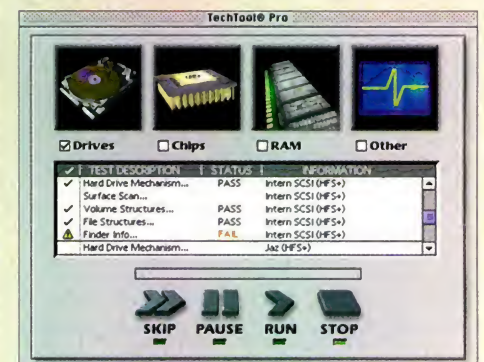 TechTool® Pro
Drives Chips RAM Other
TEST DESCRIPTION STATUS INFORMATION
Hard Drive Mechanism... PASS Intern SCSI (HFS+)
Surface Scan... Intern SCSI (HFS+)
Volume Structures... PASS Intern SCSI (HFS+)
File Structures... PASS Intern SCSI (HFS+)
Finder Info... FAIL Intern SCSI (HFS+)
Hard Drive Mechanism... Jaz (HFS+)
SKIP PAUSE RUN STOP